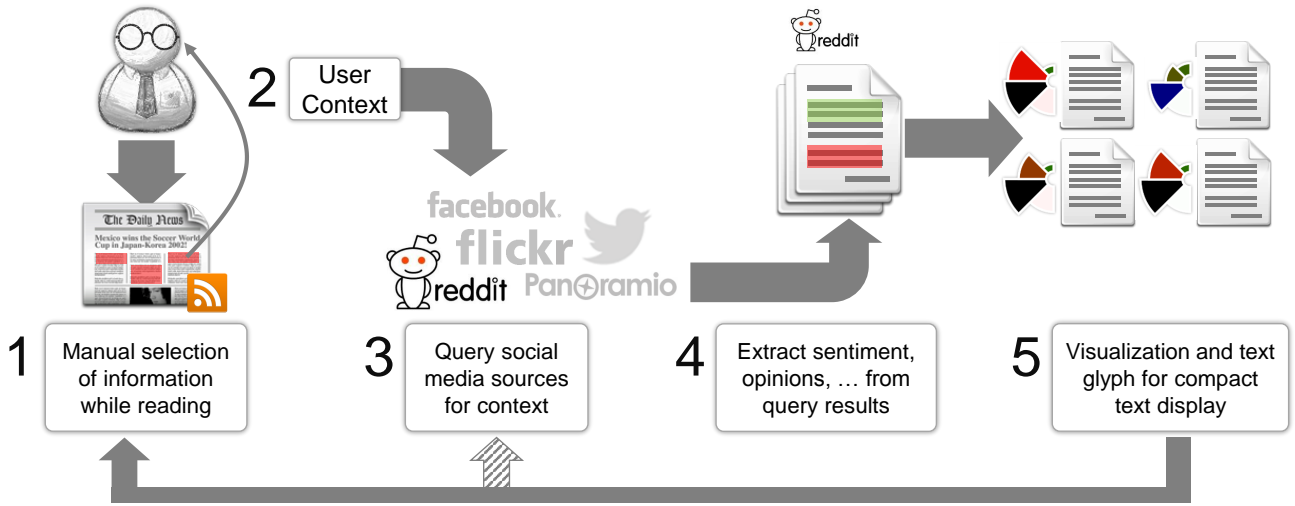 reddit
2
User
Context
The Daily News
Mexico wins the Soccer World
Cup in Japan-Korea 2002!
facebook.
flickr
reddit
Panoramio
1
Manual selection
of information
while reading
3
Query social
media sources
for context
4
Extract sentiment,
opinions, … from
query results
5
Visualization and text
glyph for compact
text display